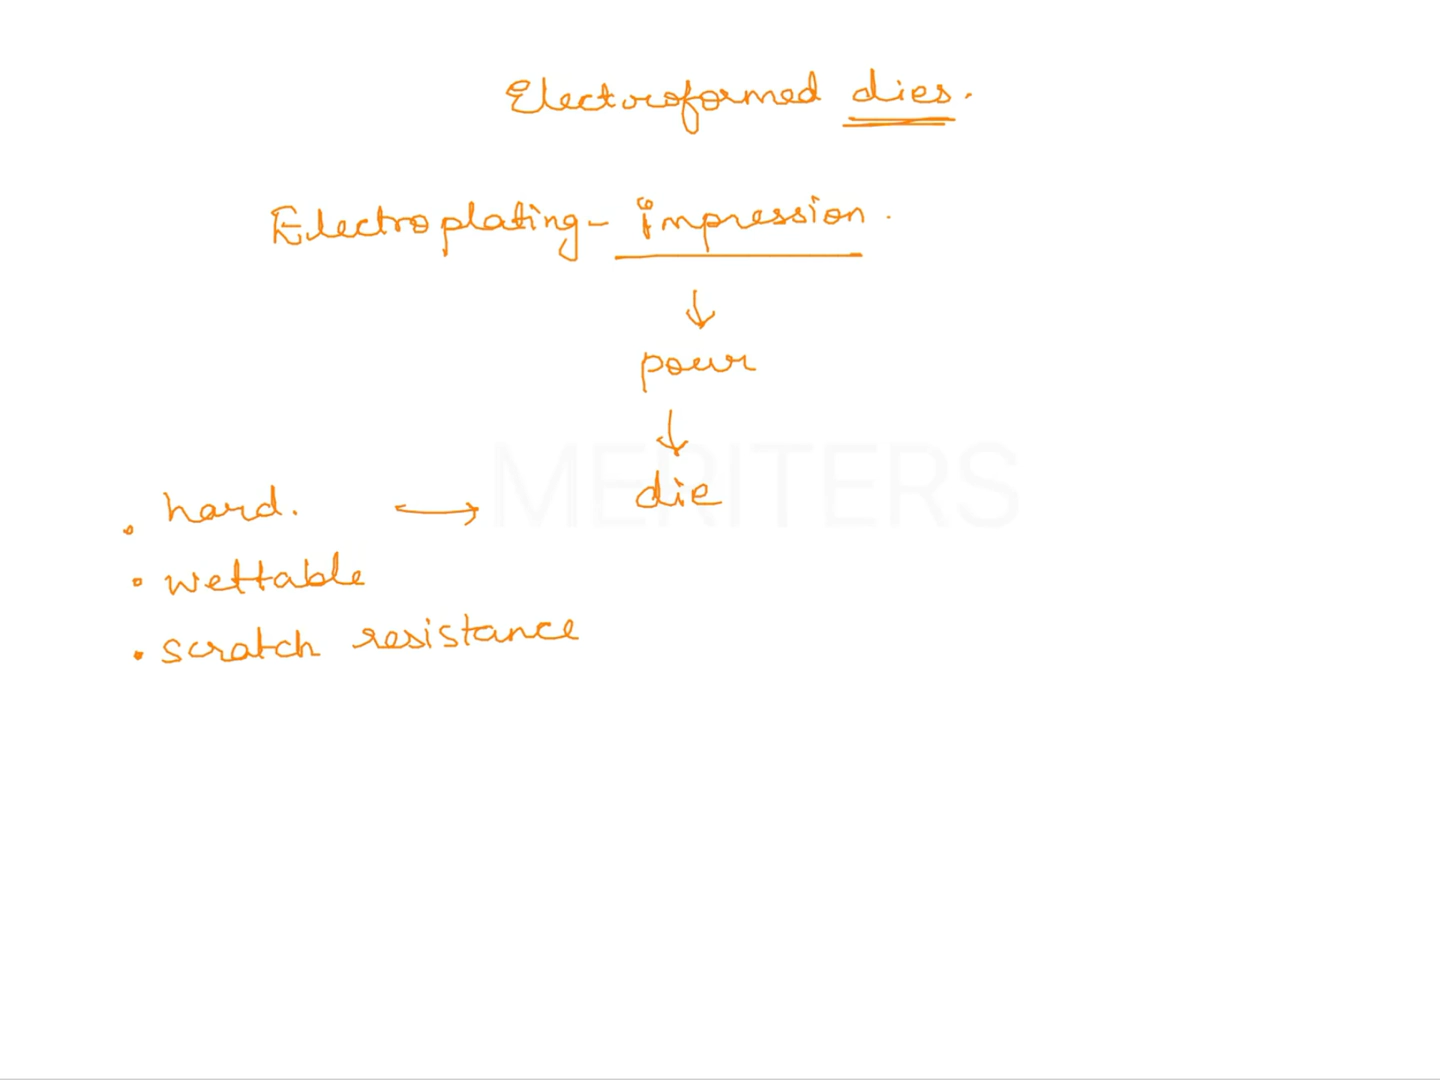 Electroformed dies.
Electroplating - impression.
↓
pour
↓
MERITERS
die
• hard. →
• wettable
• scratch resistance